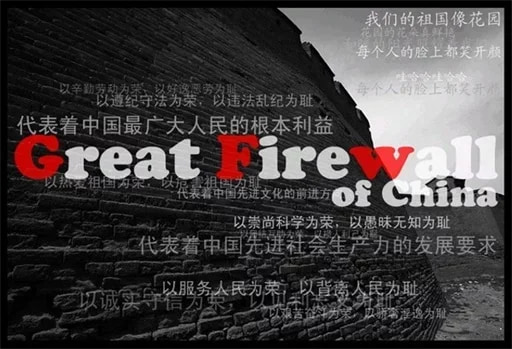 我们的祖国像花园
花园的花朵真鲜艳
每个人的脸上都笑开颜
哇哈哈哇哈哈
每个人的脸上都笑开颜
以辛勤劳动为荣，以好逸恶劳为耻
以遵纪守法为荣，以违法乱纪为耻
代表着中国最广大人民的根本利益
Great Firewall
以热爱祖国为荣，以危害祖国为耻
代表着中国先进文化的前进方
of China
以崇尚科学为荣，以愚昧无知为耻
代表着中国先进社会生产力的发展要求
以服务人民为荣，以背离人民为耻
以诚实守信为荣，以见利忘义为耻
以艰苦奋斗为荣，以骄奢淫逸为耻